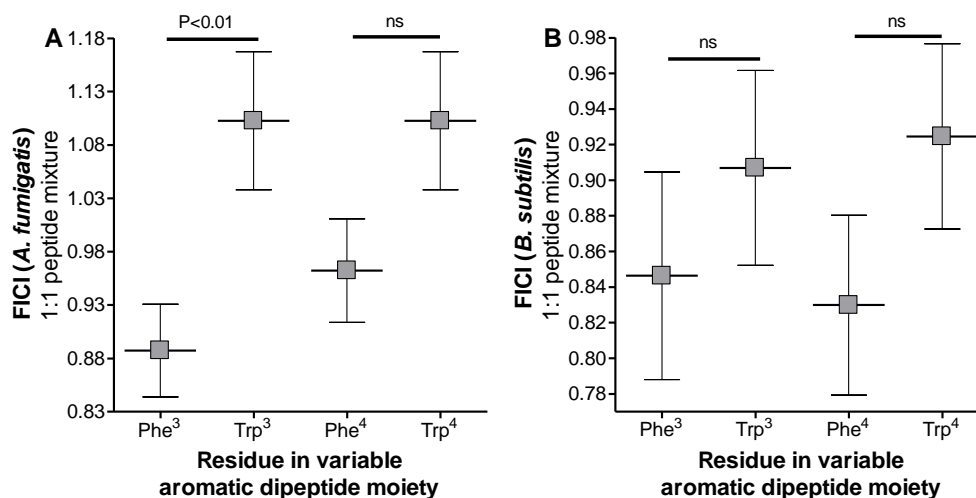 A
P<0.01
ns
FICI (A. fumigatis)
1:1 peptide mixture
1.18
1.13
1.08
1.03
0.98
0.93
0.88
0.83
Phe³
Trp³
Phe⁴
Trp⁴
Residue in variable
aromatic dipeptide moiety
B
ns
ns
FICI (B. subtilis)
1:1 peptide mixture
0.98
0.96
0.94
0.92
0.90
0.88
0.86
0.84
0.82
0.80
0.78
Phe³
Trp³
Phe⁴
Trp⁴
Residue in variable
aromatic dipeptide moiety